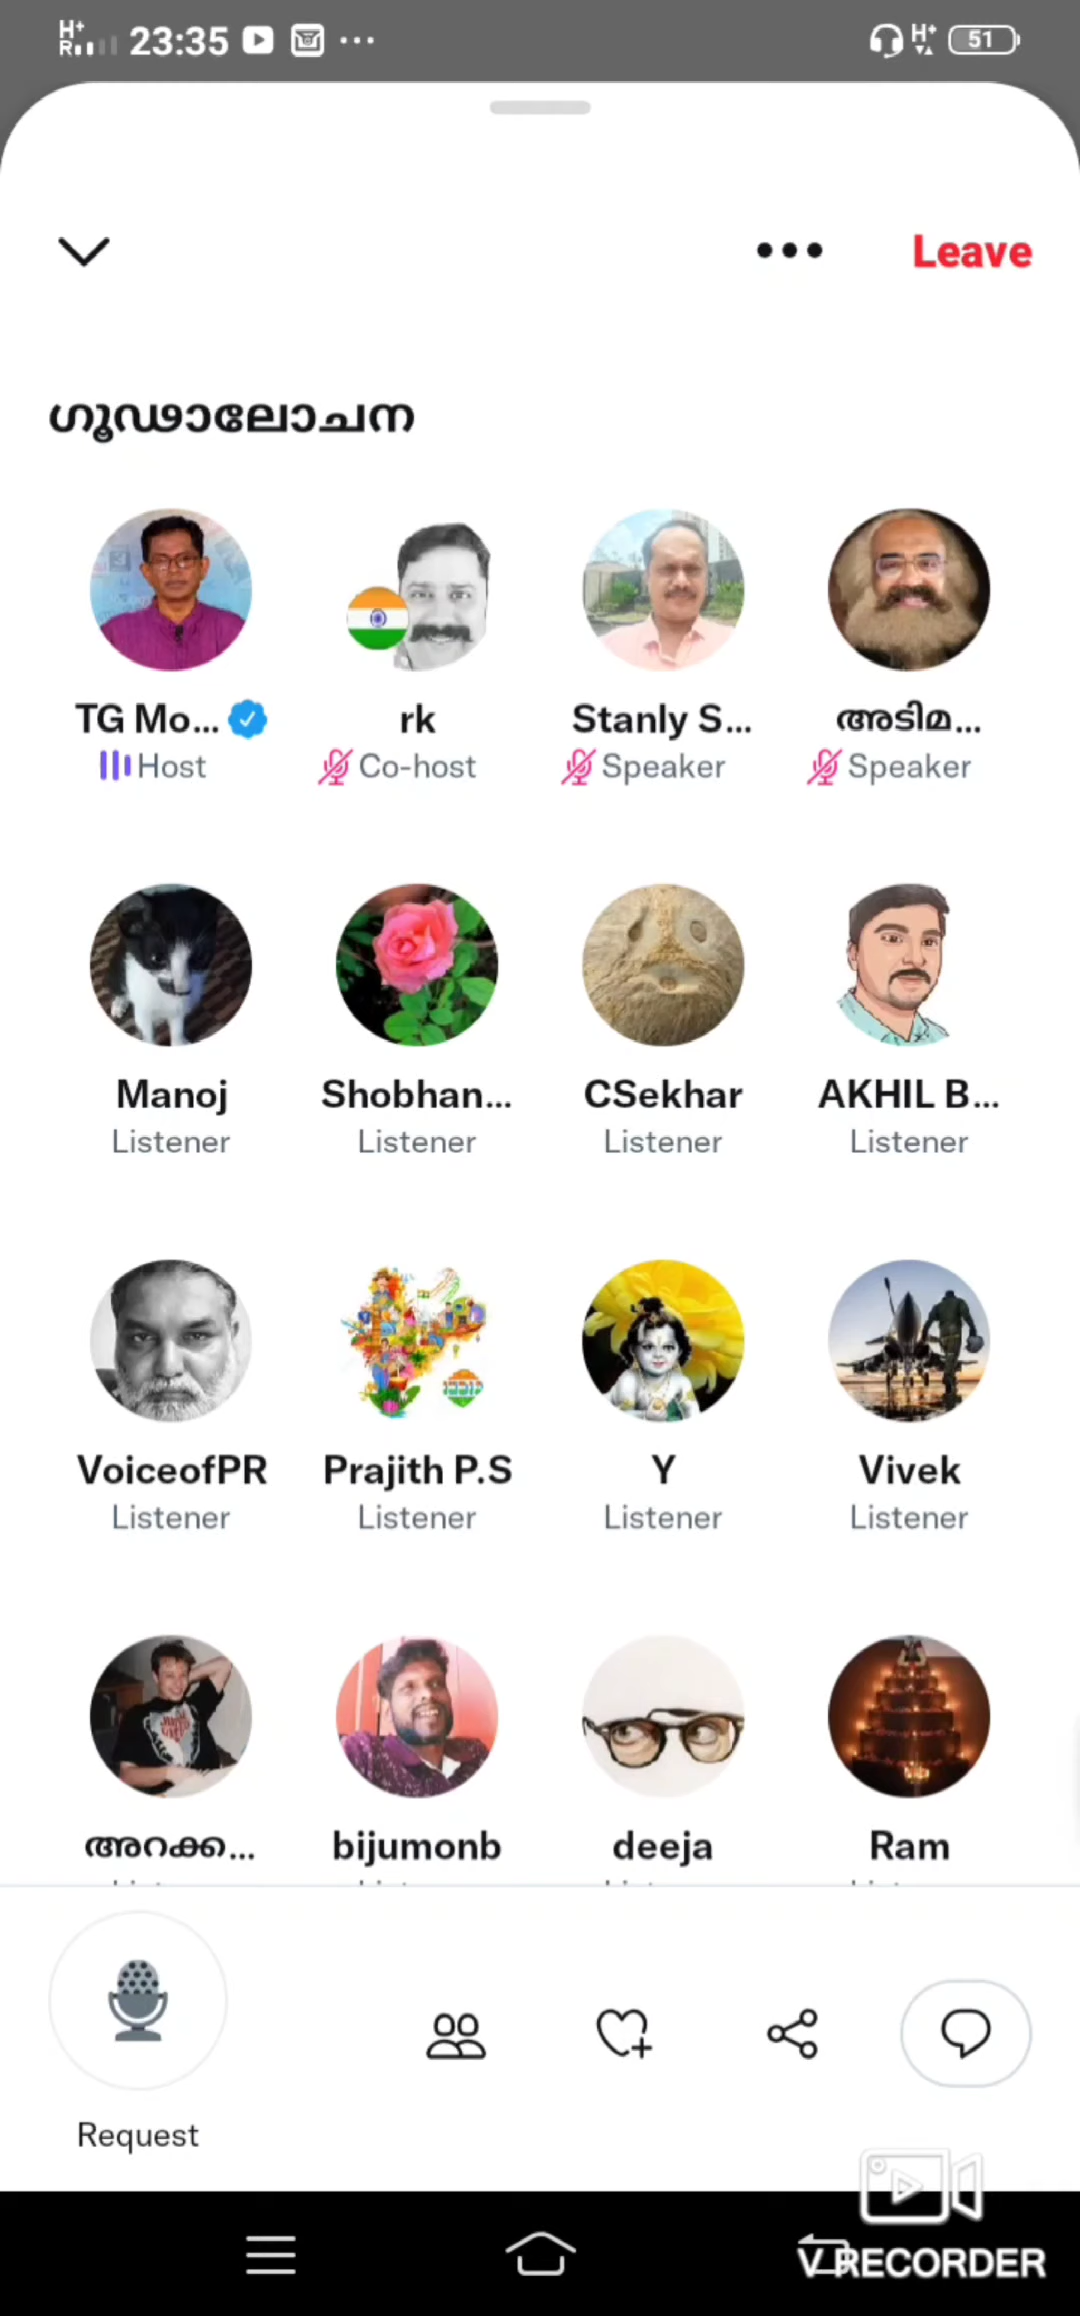 H+
R 23:35 H+ 51
Leave
ഗൂഢാലോചന
TG Mo... rk Stanly S... അടിമ...
Host Co-host Speaker Speaker
Manoj Shobhan... CSekhar AKHIL B...
Listener Listener Listener Listener
VoiceofPR Prajith P.S Y Vivek
Listener Listener Listener Listener
അറക്ക... bijumonb deeja Ram
Request
V RECORDER